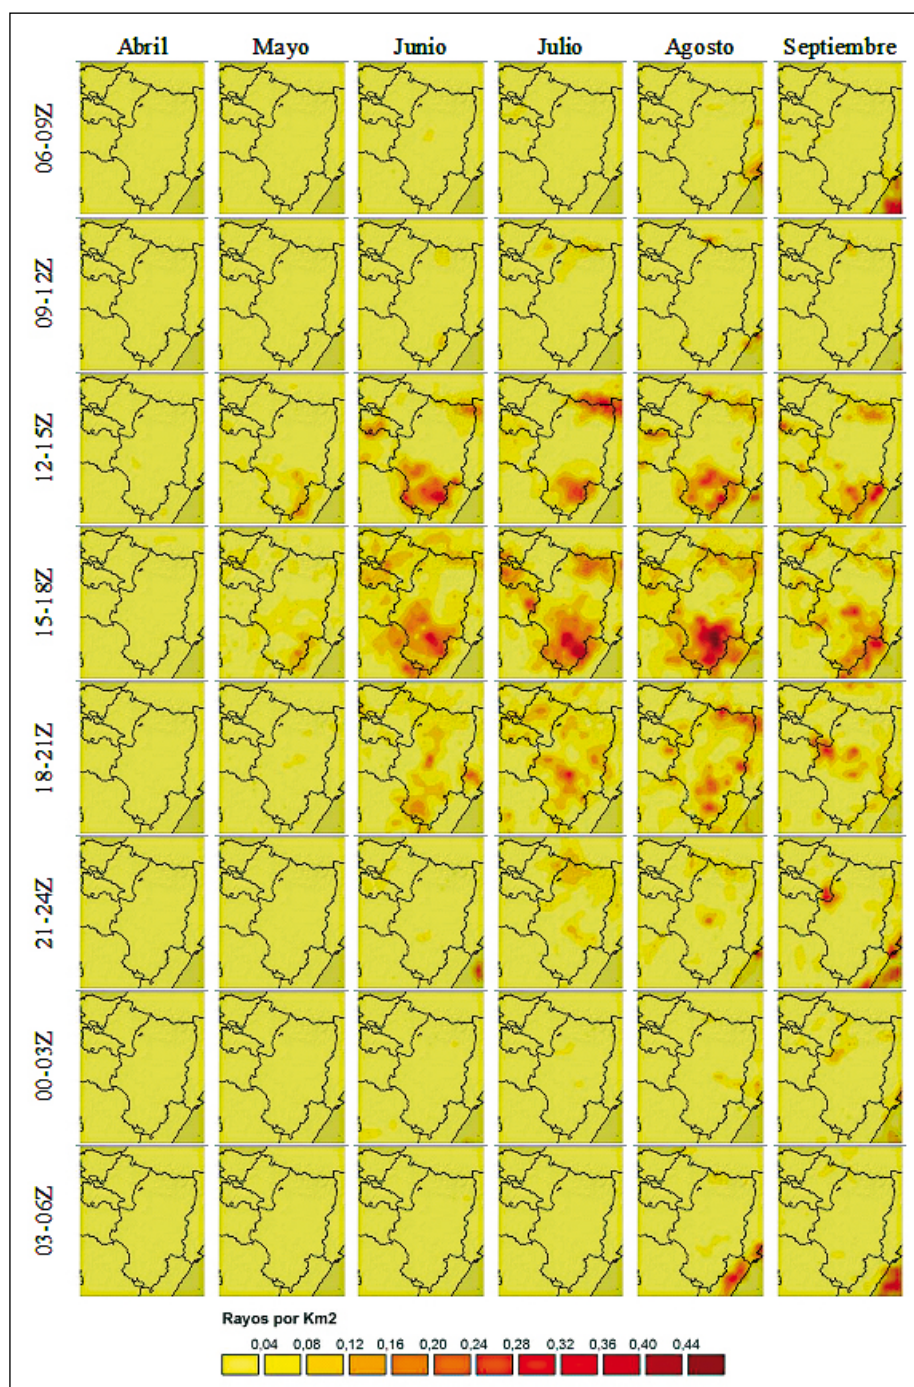 Abril Mayo Junio Julio Agosto Septiembre
06-09Z
09-12Z
12-15Z
15-18Z
18-21Z
21-24Z
00-03Z
03-06Z
Rayos por Km2
0,04 0,08 0,12 0,16 0,20 0,24 0,28 0,32 0,36 0,40 0,44